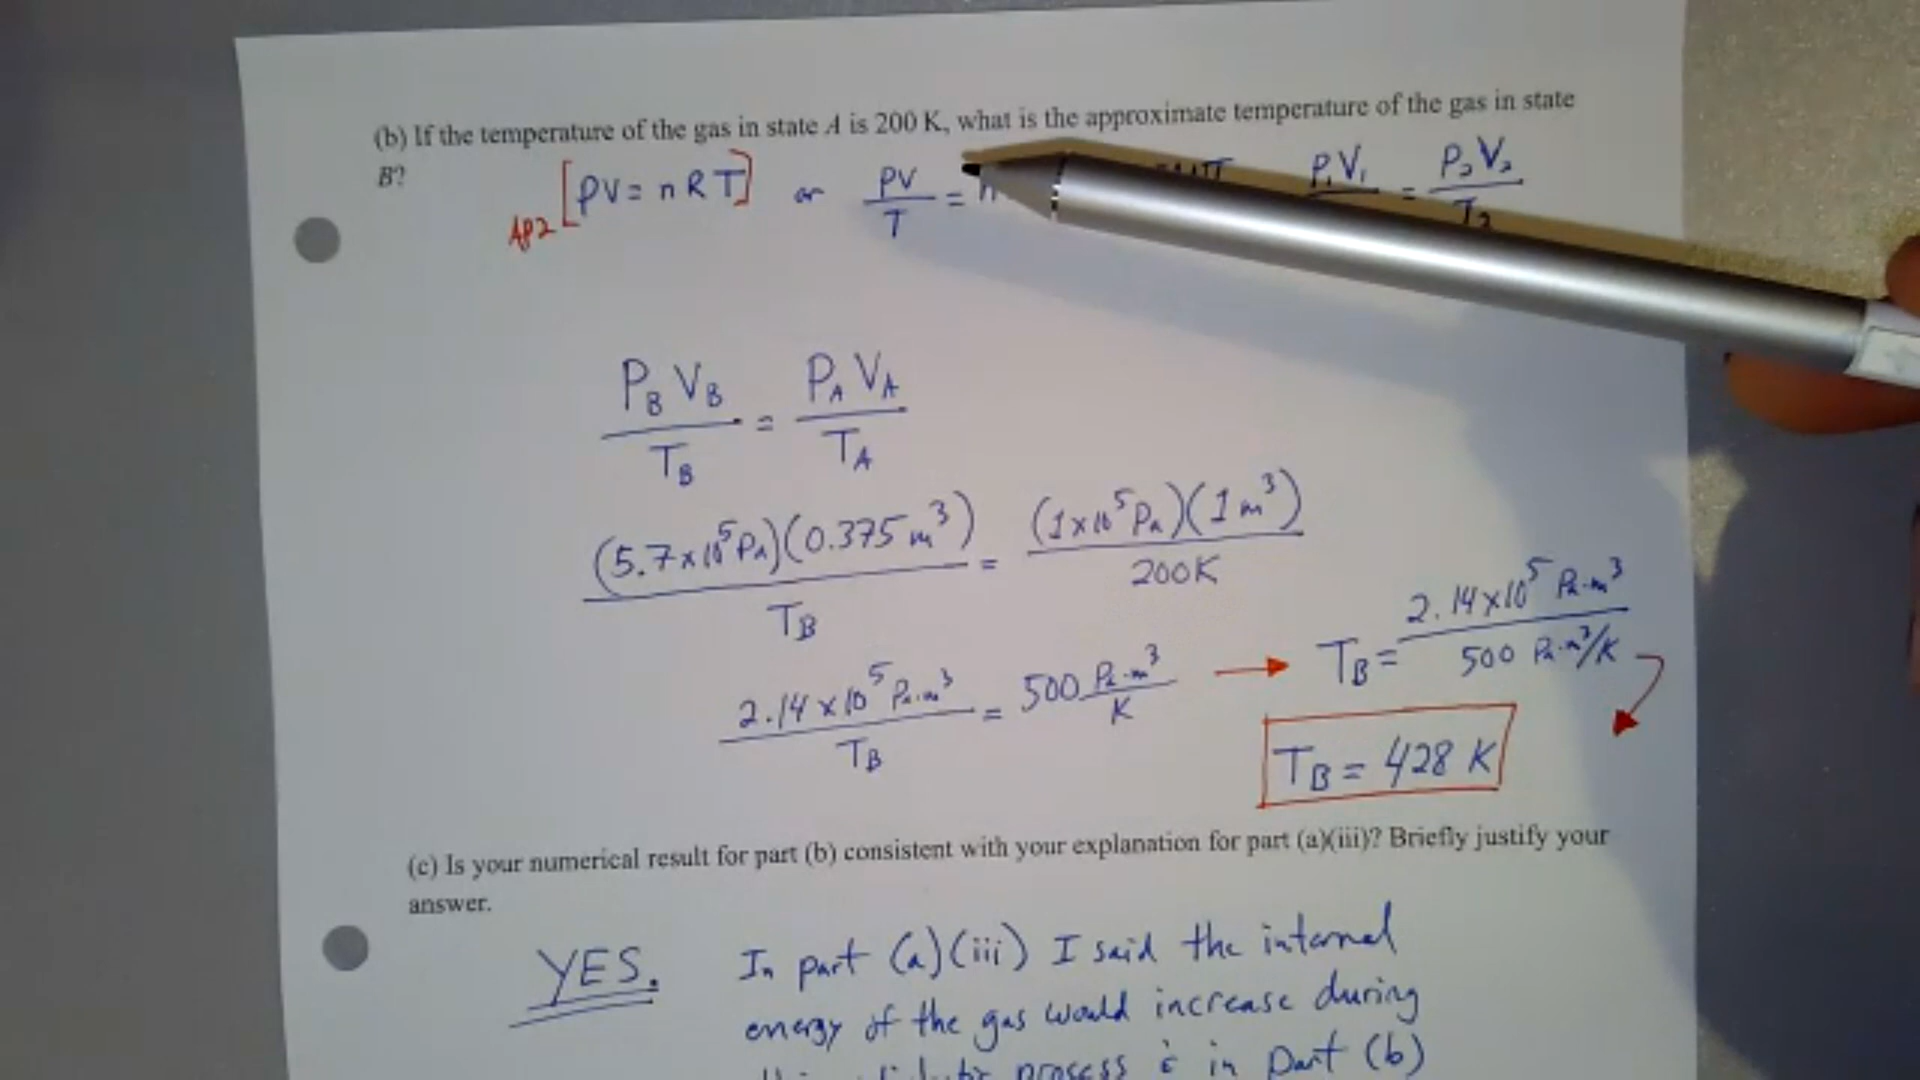 (b) If the temperature of the gas in state A is 200 K, what is the approximate temperature of the gas in state
B?
AP2 [PV = nRT] or PV/T = n P₁V₁ = P₂V₂/T₂
P_B V_B / T_B = P_A V_A / T_A
(5.7×10⁵ Pa)(0.375 m³) / T_B = (1×10⁵ Pa)(1 m³) / 200K
2.14×10⁵ Pa·m³ / T_B = 500 Pa·m³ / K → T_B = 2.14×10⁵ Pa·m³ / 500 Pa·m³/K
T_B = 428 K
(c) Is your numerical result for part (b) consistent with your explanation for part (a)(iii)? Briefly justify your
answer.
YES. In part (a)(iii) I said the internal
energy of the gas would increase during
process & in part (b)